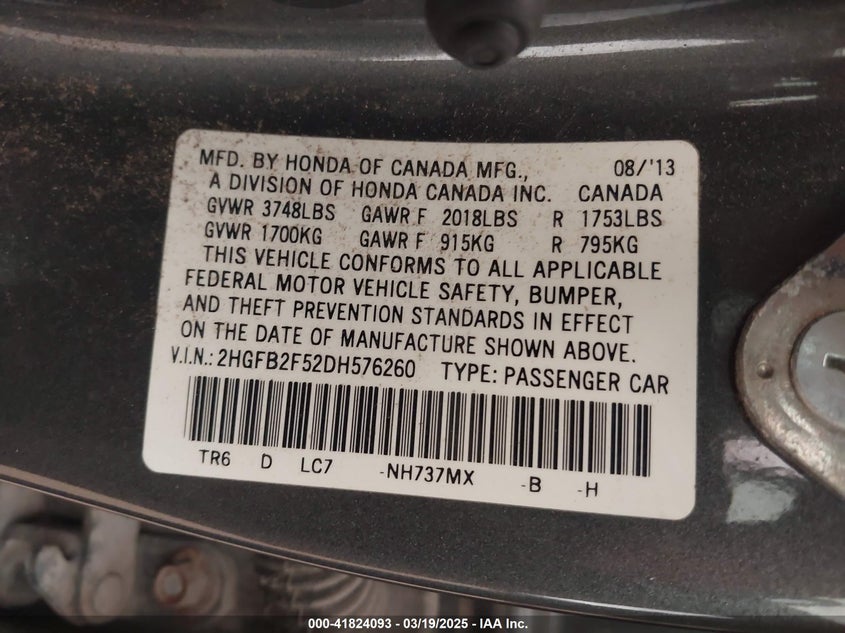 MFD. BY HONDA OF CANADA MFG., 08/'13
A DIVISION OF HONDA CANADA INC. CANADA
GVWR 3748LBS GAWR F 2018LBS R 1753LBS
GVWR 1700KG GAWR F 915KG R 795KG
THIS VEHICLE CONFORMS TO ALL APPLICABLE
FEDERAL MOTOR VEHICLE SAFETY, BUMPER,
AND THEFT PREVENTION STANDARDS IN EFFECT
ON THE DATE OF MANUFACTURE SHOWN ABOVE.
V.I.N.: 2HGFB2F52DH576260 TYPE: PASSENGER CAR
TR6 D LC7 -NH737MX -B -H
000-41824093 - 03/19/2025 - IAA Inc.